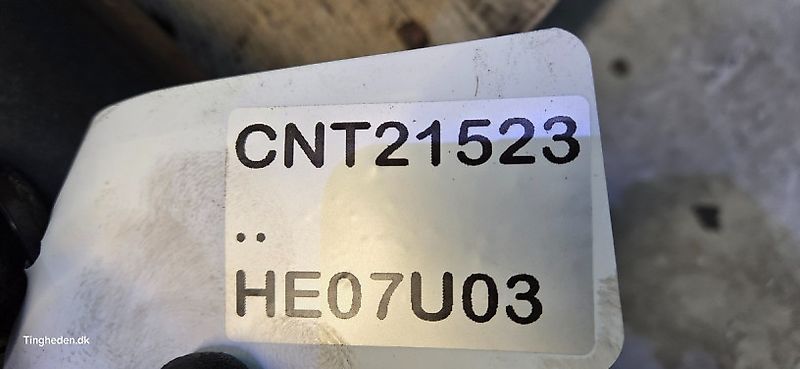 CNT21523
..
HE07U03
Tingheden.dk